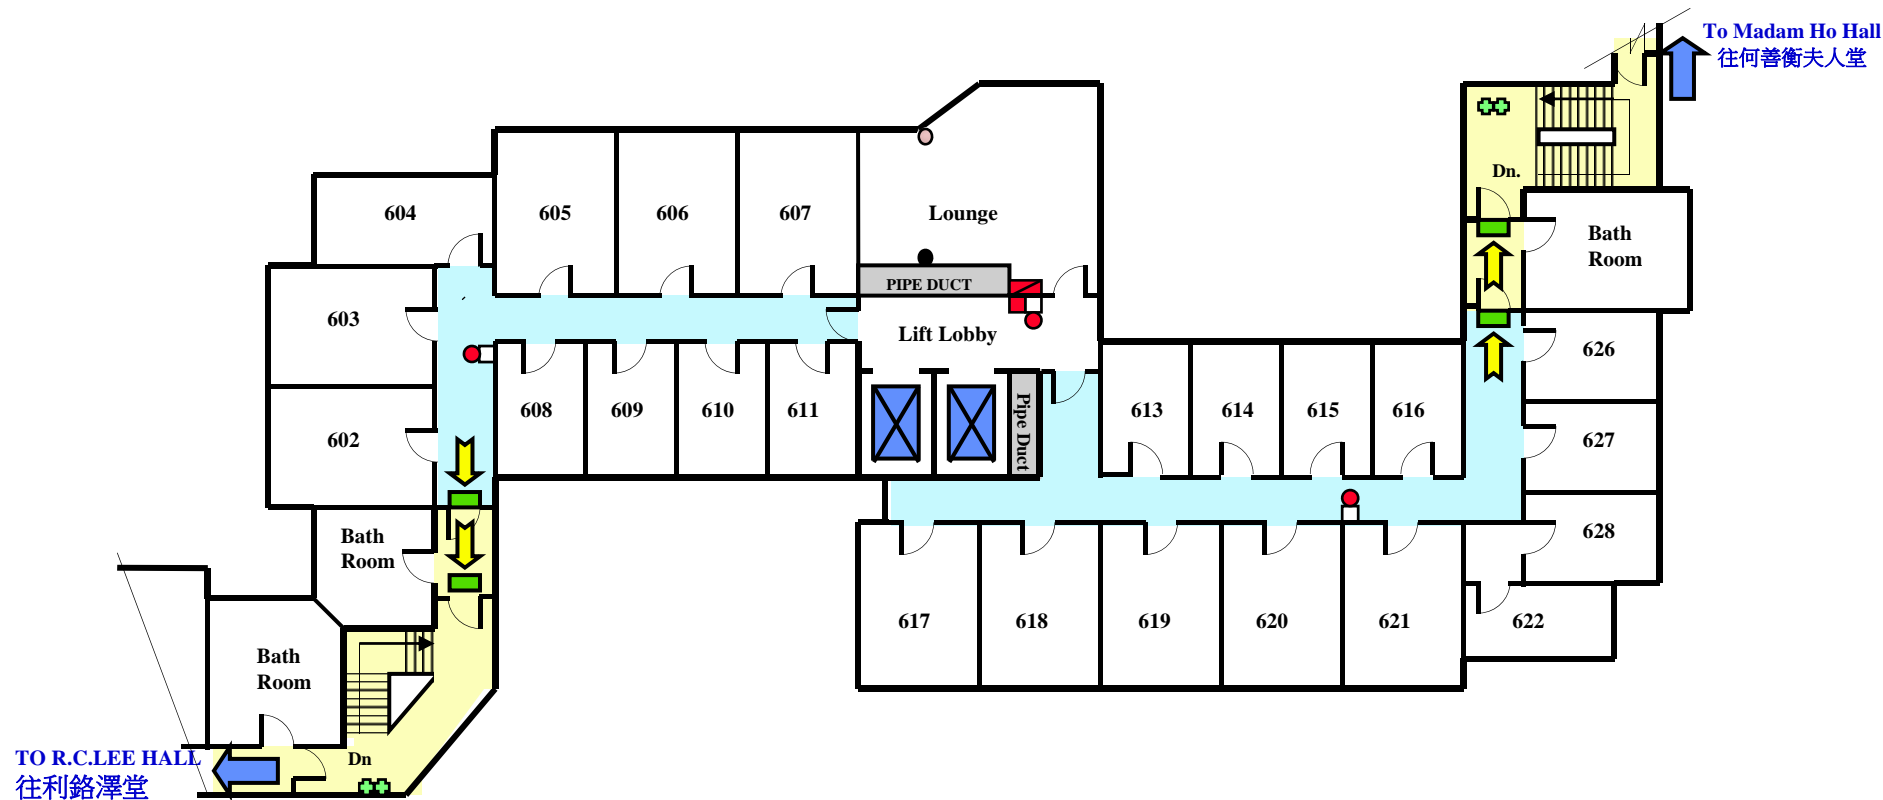 To Madam Ho Hall
往何善衡夫人堂
Dn.
604
605
606
607
Lounge
Bath
Room
PIPE DUCT
603
Lift Lobby
626
602
608
609
610
611
Pipe Duct
613
614
615
616
627
Bath
Room
628
617
618
619
620
621
622
Bath
Room
Dn
TO R.C.LEE HALL
往利銘澤堂